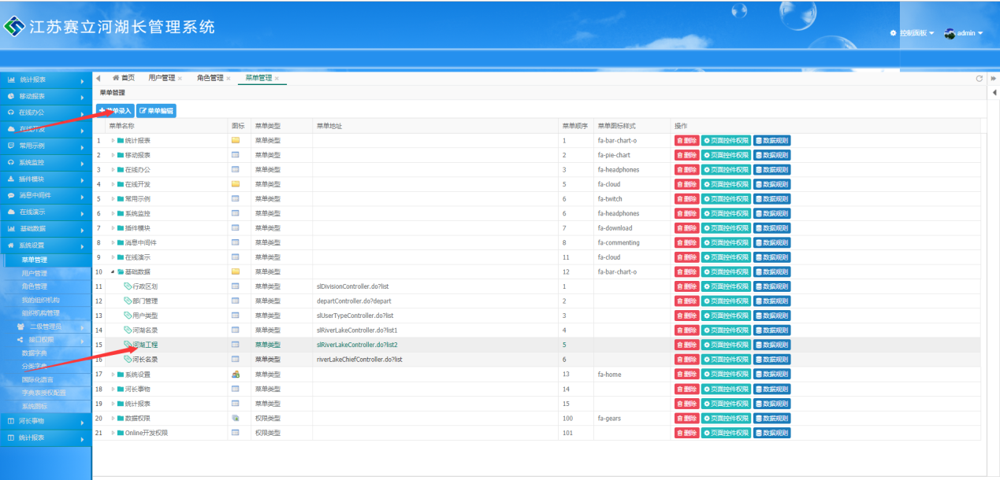 江苏赛立河湖长管理系统
控制面板 admin
统计报表
移动报表
在线办公
在线开发
常用示例
系统监控
插件模块
消息中间件
在线演示
基础数据
系统设置
菜单管理
用户管理
角色管理
我的组织机构
组织机构管理
二级管理员
接口权限
数据字典
分类字典
国际化语言
字典表授权配置
系统图标
河长事物
统计报表
首页 用户管理 × 角色管理 × 菜单管理 ×
菜单管理
菜单录入 菜单编辑
菜单名称 图标 菜单类型 菜单地址 菜单顺序 菜单图标样式 操作
1 统计报表 菜单类型 1 fa-bar-chart-o 删除 页面控件权限 数据规则
2 移动报表 菜单类型 2 fa-pie-chart 删除 页面控件权限 数据规则
3 在线办公 菜单类型 3 fa-headphones 删除 页面控件权限 数据规则
4 在线开发 菜单类型 5 fa-cloud 删除 页面控件权限 数据规则
5 常用示例 菜单类型 6 fa-twitch 删除 页面控件权限 数据规则
6 系统监控 菜单类型 6 fa-headphones 删除 页面控件权限 数据规则
7 插件模块 菜单类型 7 fa-download 删除 页面控件权限 数据规则
8 消息中间件 菜单类型 8 fa-commenting 删除 页面控件权限 数据规则
9 在线演示 菜单类型 11 fa-cloud 删除 页面控件权限 数据规则
10 基础数据 菜单类型 12 fa-bar-chart-o 删除 页面控件权限 数据规则
11 行政区划 菜单类型 slDivisionController.do?list 1 删除 页面控件权限 数据规则
12 部门管理 菜单类型 departController.do?depart 2 删除 页面控件权限 数据规则
13 用户类型 菜单类型 slUserTypeController.do?list 3 删除 页面控件权限 数据规则
14 河湖名录 菜单类型 slRiverLakeController.do?list1 4 删除 页面控件权限 数据规则
15 河湖工程 菜单类型 slRiverLakeController.do?list2 5 删除 页面控件权限 数据规则
16 河长名录 菜单类型 riverLakeChiefController.do?list 6 删除 页面控件权限 数据规则
17 系统设置 菜单类型 13 fa-home 删除 页面控件权限 数据规则
18 河长事物 菜单类型 14 删除 页面控件权限 数据规则
19 统计报表 菜单类型 15 删除 页面控件权限 数据规则
20 数据权限 权限类型 100 fa-gears 删除 页面控件权限 数据规则
21 Online开发权限 权限类型 101 删除 页面控件权限 数据规则